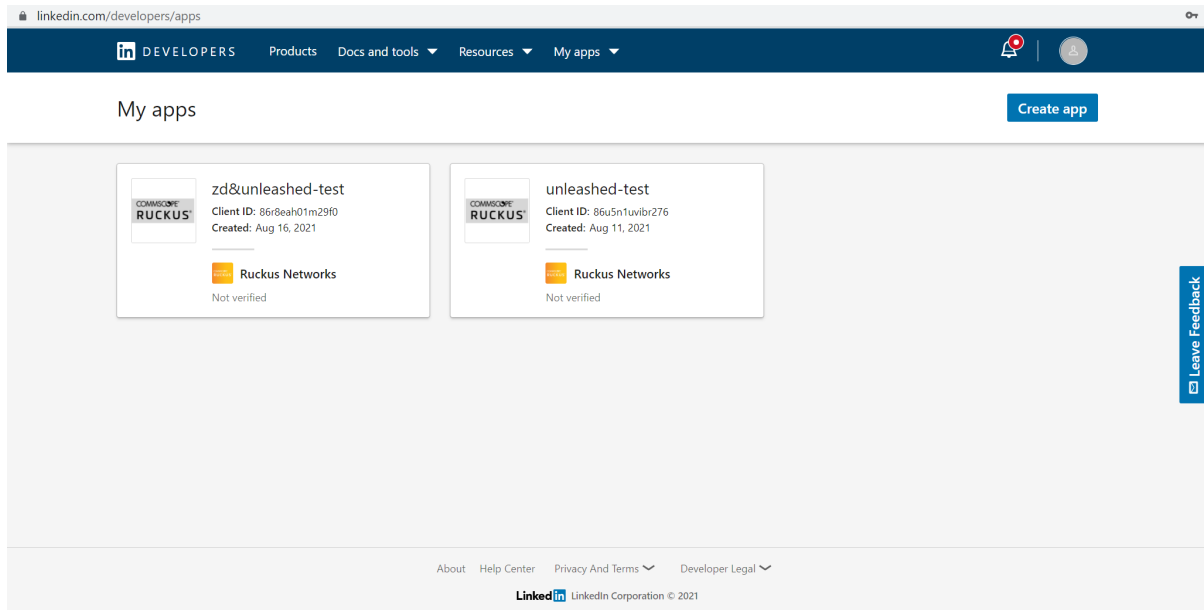 linkedin.com/developers/apps
in DEVELOPERS Products Docs and tools Resources My apps
My apps
Create app
COMMSCOPE RUCKUS
zd&unleashed-test
Client ID: 86r8eah01m29f0
Created: Aug 16, 2021
Ruckus Networks
Not verified
COMMSCOPE RUCKUS
unleashed-test
Client ID: 86u5n1uvibr276
Created: Aug 11, 2021
Ruckus Networks
Not verified
Leave Feedback
About Help Center Privacy And Terms Developer Legal
Linked in LinkedIn Corporation © 2021